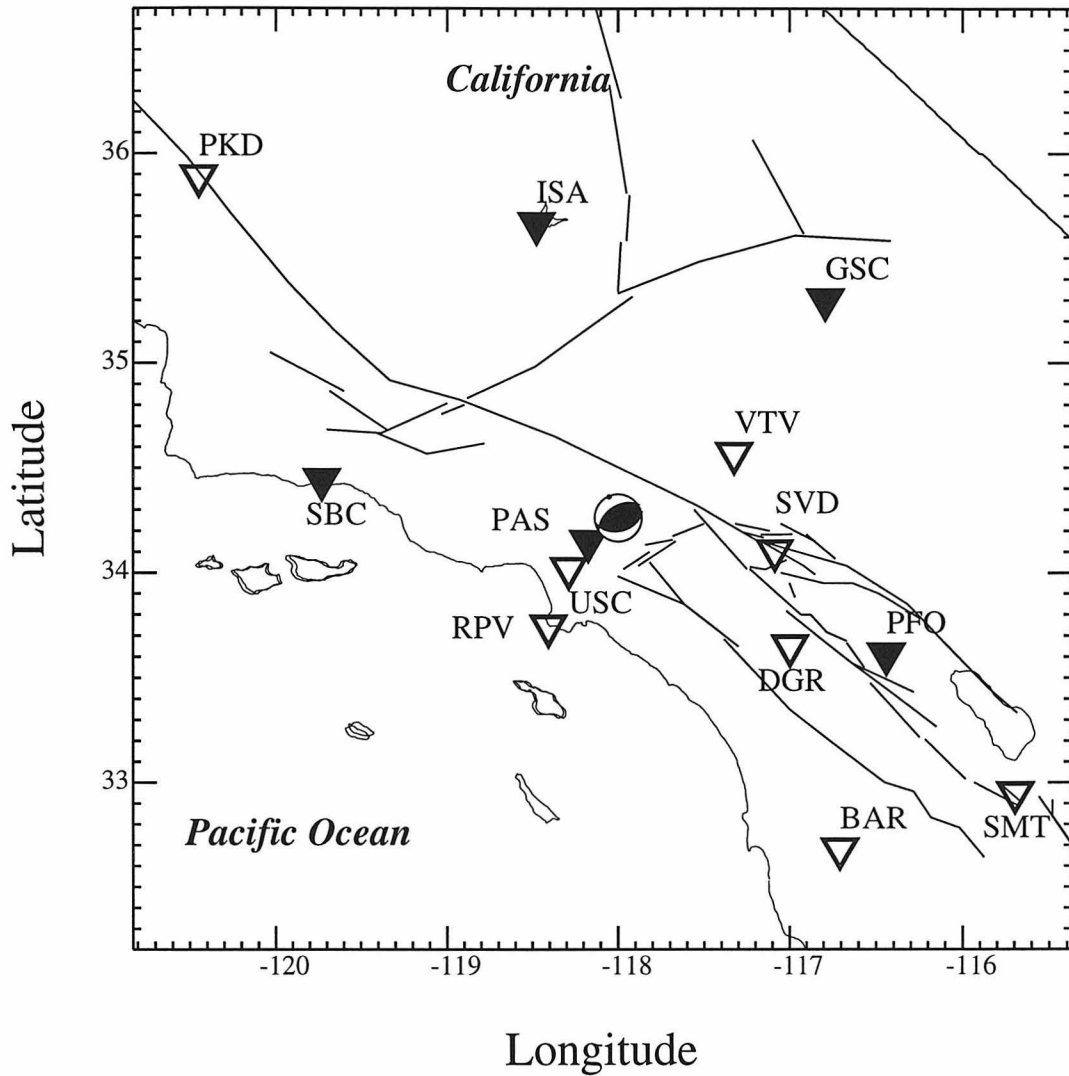 California
PKD
ISA
GSC
VTV
SBC
PAS
SVD
USC
RPV
PFO
DGR
BAR
SMT
Pacific Ocean
36
35
34
33
Latitude
-120
-119
-118
-117
-116
Longitude